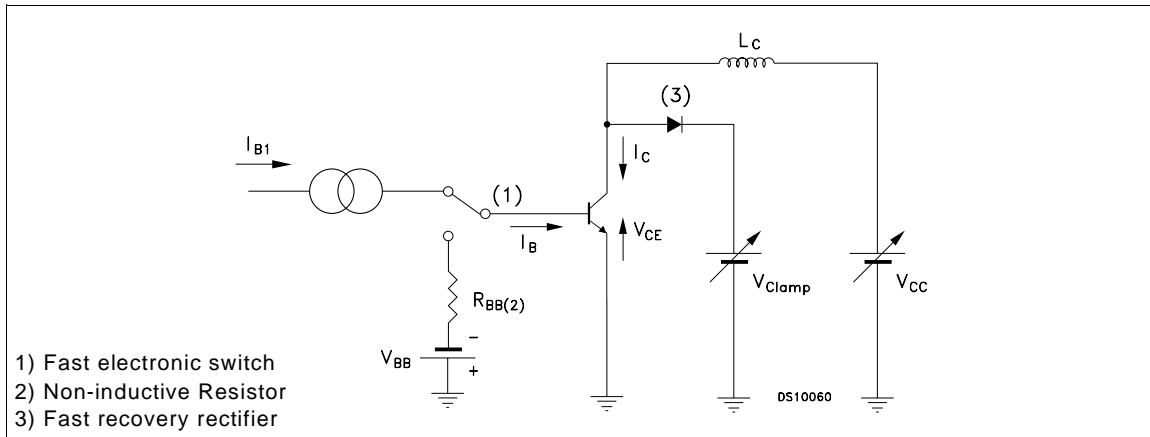 L_C
(3)
I_B1
I_C
(1)
I_B
V_CE
V_Clamp
V_CC
R_BB(2)
-
V_BB
+
1) Fast electronic switch
2) Non-inductive Resistor
3) Fast recovery rectifier
DS10060